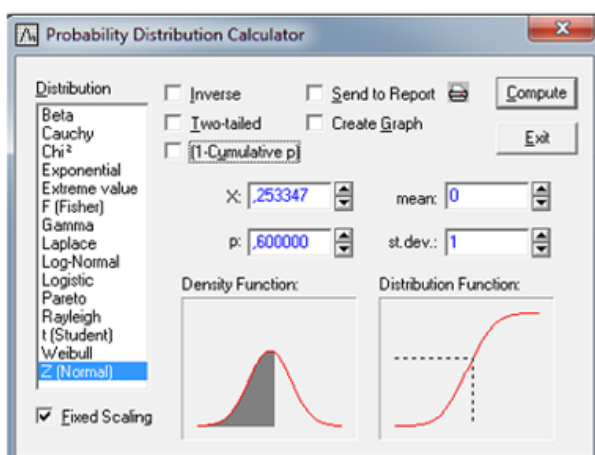 Probability Distribution Calculator
Distribution
Beta
Cauchy
Chi²
Exponential
Extreme value
F (Fisher)
Gamma
Laplace
Log-Normal
Logistic
Pareto
Rayleigh
t (Student)
Weibull
Z (Normal)
Fixed Scaling
Inverse
Send to Report
Compute
Two-tailed
Create Graph
Exit
(1-Cumulative p)
X: ,253347
mean: 0
p: ,600000
st.dev.: 1
Density Function:
Distribution Function: